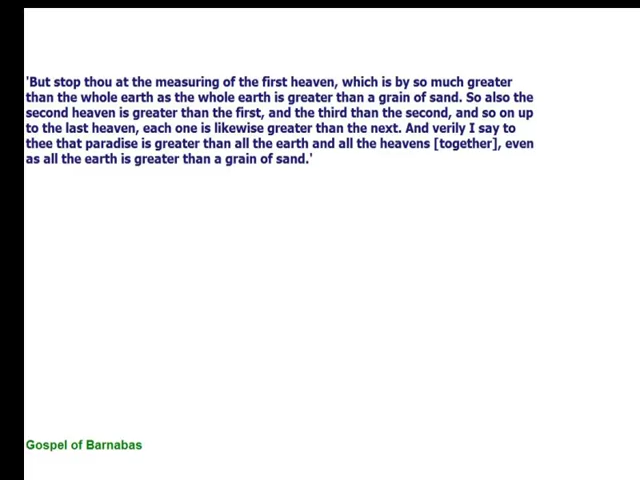 'But stop thou at the measuring of the first heaven, which is by so much greater
than the whole earth as the whole earth is greater than a grain of sand. So also the
second heaven is greater than the first, and the third than the second, and so on up
to the last heaven, each one is likewise greater than the next. And verily I say to
thee that paradise is greater than all the earth and all the heavens [together], even
as all the earth is greater than a grain of sand.'
Gospel of Barnabas